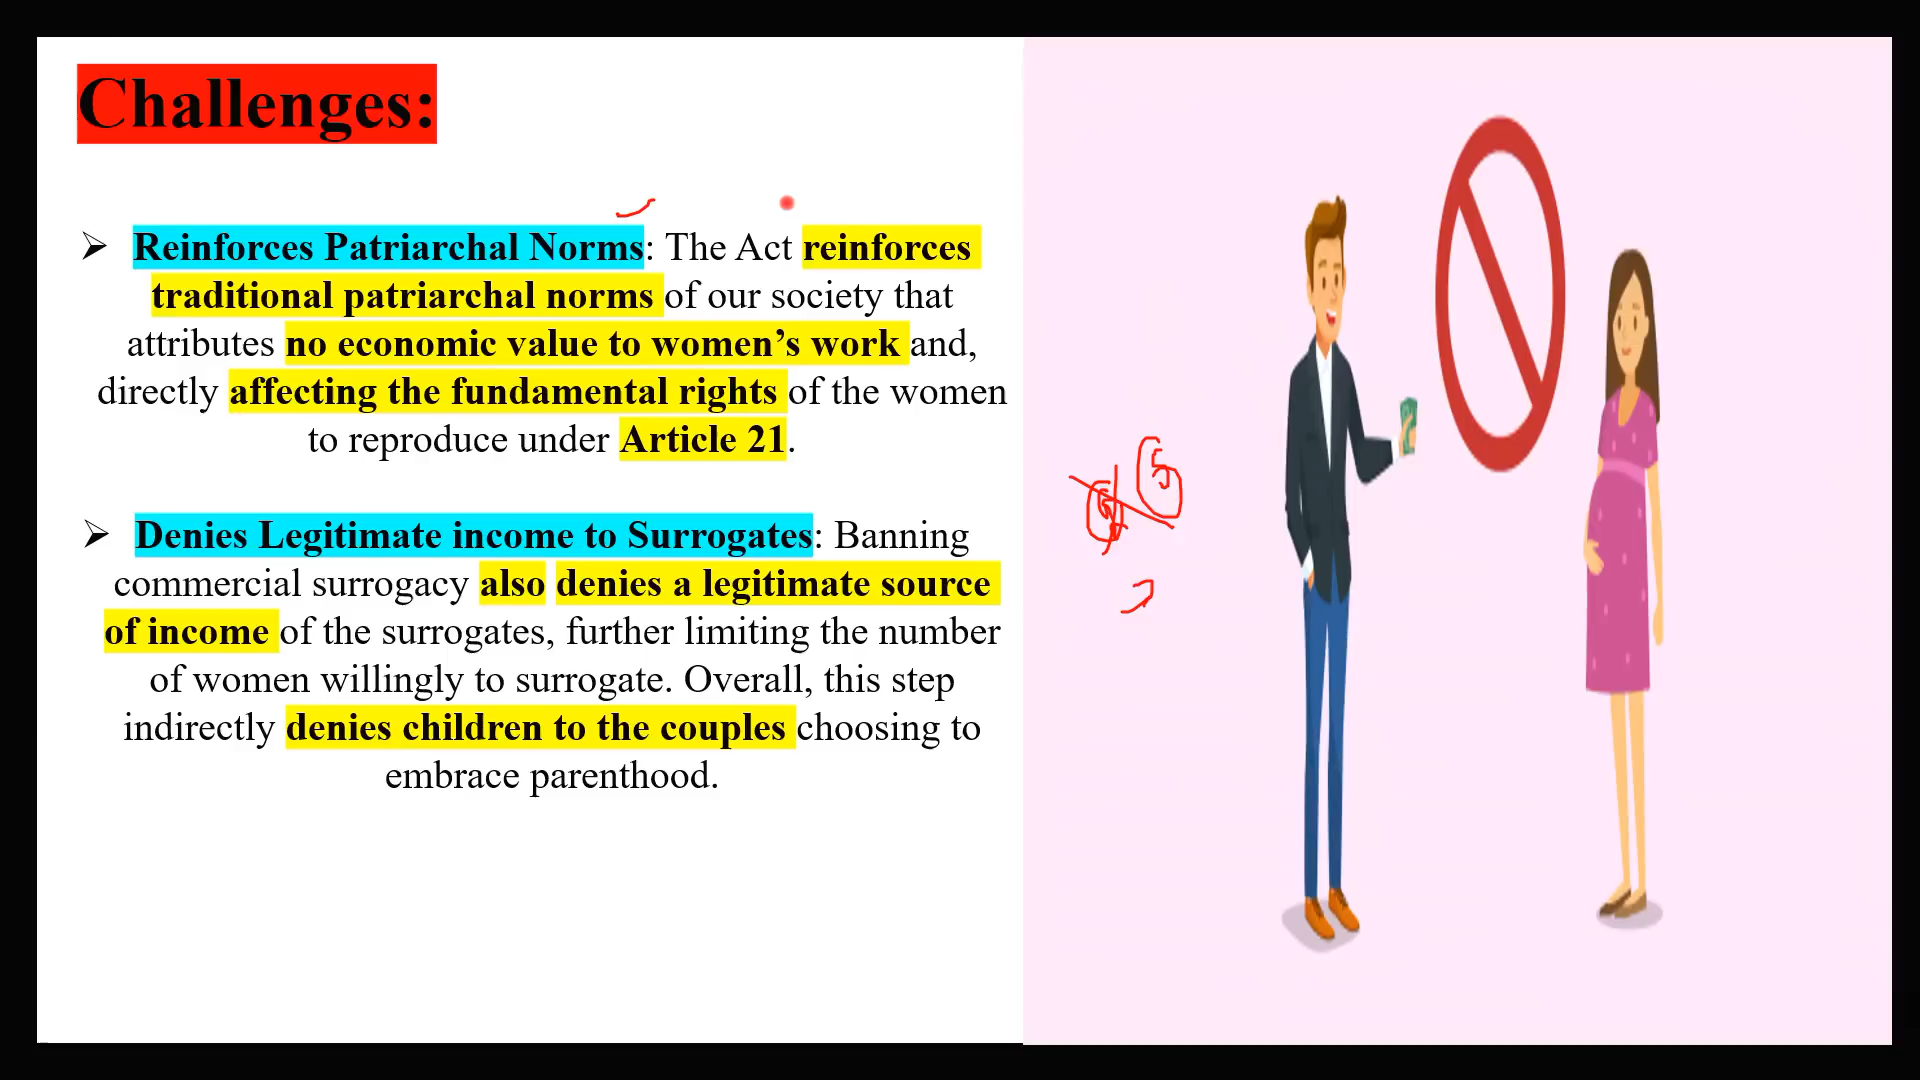 Challenges:
➢ Reinforces Patriarchal Norms: The Act reinforces
traditional patriarchal norms of our society that
attributes no economic value to women’s work and,
directly affecting the fundamental rights of the women
to reproduce under Article 21.
➢ Denies Legitimate income to Surrogates: Banning
commercial surrogacy also denies a legitimate source
of income of the surrogates, further limiting the number
of women willingly to surrogate. Overall, this step
indirectly denies children to the couples choosing to
embrace parenthood.
5